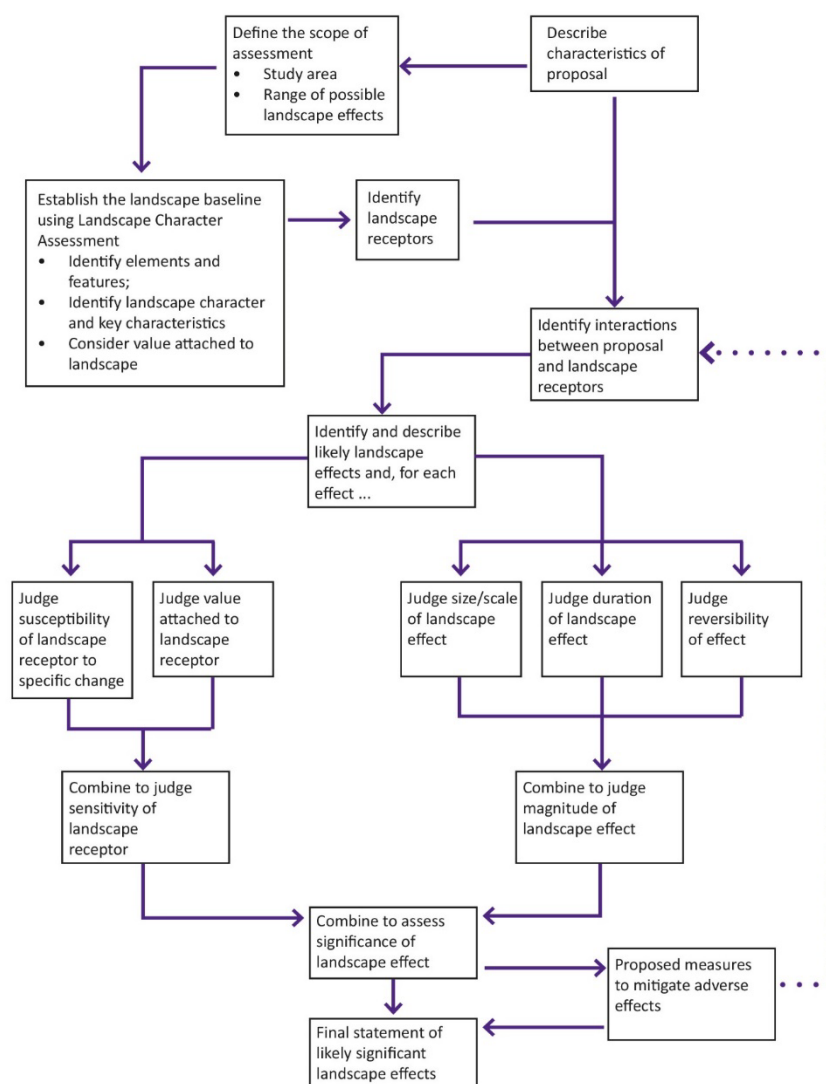 Define the scope of
assessment
• Study area
• Range of possible
landscape effects
Describe
characteristics of
proposal
Establish the landscape baseline
using Landscape Character
Assessment
• Identify elements and
features;
• Identify landscape character
and key characteristics
• Consider value attached to
landscape
Identify
landscape
receptors
Identify interactions
between proposal
and landscape
receptors
Identify and describe
likely landscape
effects and, for each
effect ...
Judge
susceptibility
of landscape
receptor to
specific change
Judge value
attached to
landscape
receptor
Judge size/scale
of landscape
effect
Judge duration
of landscape
effect
Judge
reversibility
of effect
Combine to judge
sensitivity of
landscape
receptor
Combine to judge
magnitude of
landscape effect
Combine to assess
significance of
landscape effect
Proposed measures
to mitigate adverse
effects
Final statement of
likely significant
landscape effects